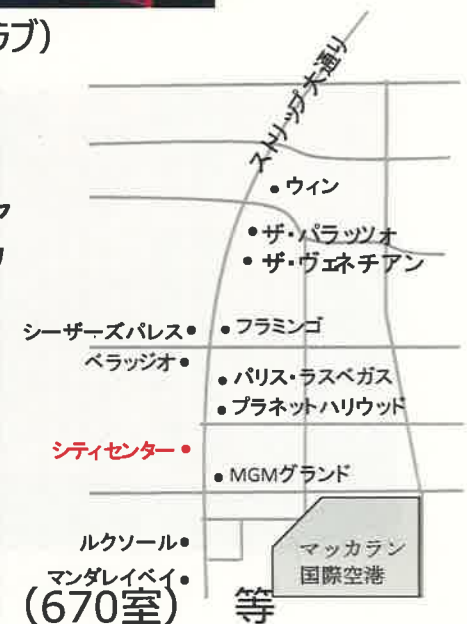 ラブ)
ストリップ大通り
ウィン
ザ・パラッツオ
ザ・ヴェネチアン
シーザーズパレス
フラミンゴ
ベラッジオ
パリス・ラスベガス
プラネットハリウッド
シティセンター
MGMグランド
ルクソール
マッカラン
国際空港
マンダレイベイ
(670室) 等